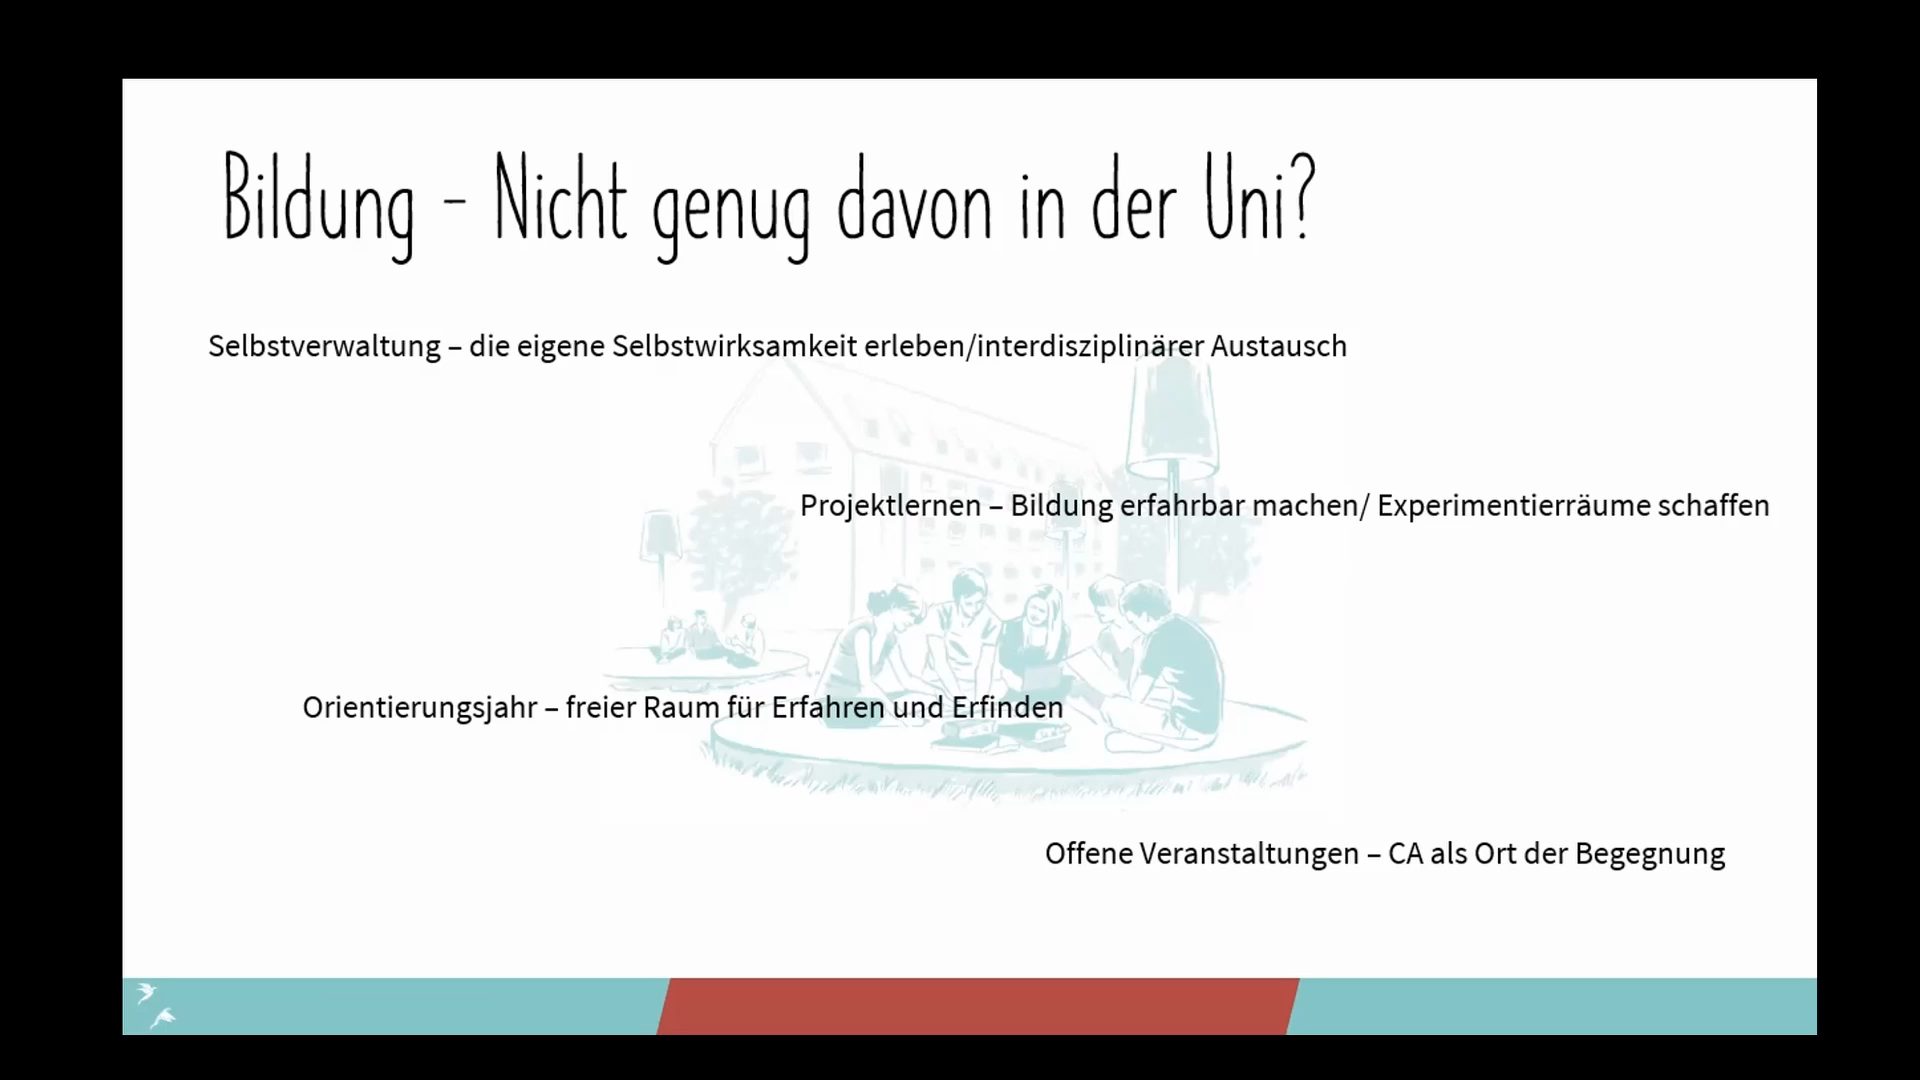 Bildung - Nicht genug davon in der Uni?
Selbstverwaltung – die eigene Selbstwirksamkeit erleben/interdisziplinärer Austausch
Projektlernen – Bildung erfahrbar machen/ Experimentierräume schaffen
Orientierungsjahr – freier Raum für Erfahren und Erfinden
Offene Veranstaltungen – CA als Ort der Begegnung